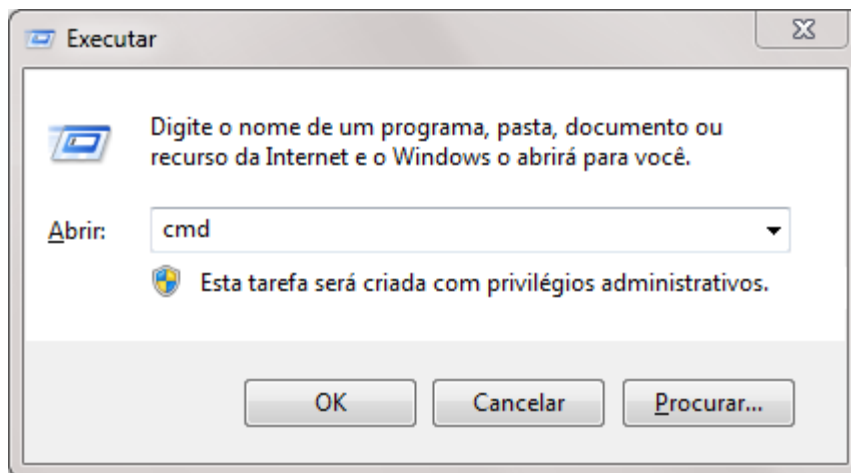 Executar
Digite o nome de um programa, pasta, documento ou
recurso da Internet e o Windows o abrirá para você.
Abrir:
cmd
Esta tarefa será criada com privilégios administrativos.
OK
Cancelar
Procurar...